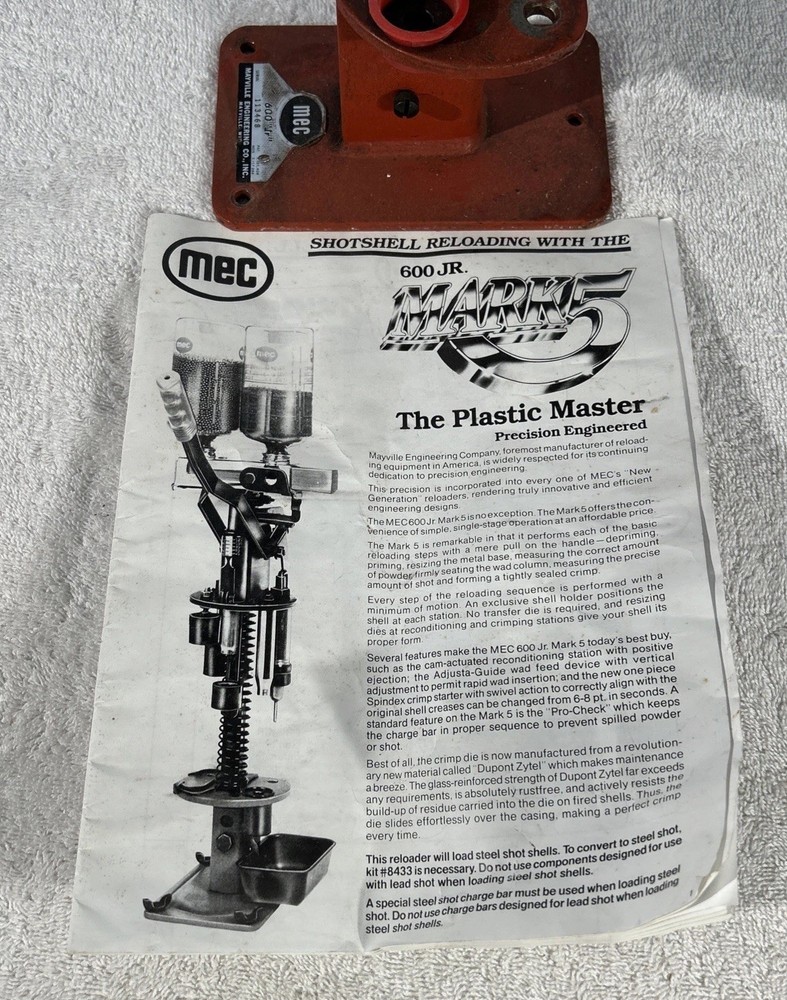 mec
600 Jr
113468
MAYVILLE ENGINEERING CO., INC.
MAYVILLE, WIS.
mec
SHOTSHELL RELOADING WITH THE
600 JR.
MARK 5
The Plastic Master
Precision Engineered
Mayville Engineering Company, foremost manufacturer of reload-
ing equipment in America, is widely respected for its continuing
dedication to precision engineering.
This precision is incorporated into every one of MEC's "New
Generation" reloaders, rendering truly innovative and efficient
engineering designs.
The MEC 600 Jr. Mark 5 is no exception. The Mark 5 offers the con-
venience of simple, single-stage operation at an affordable price.
The Mark 5 is remarkable in that it performs each of the basic
reloading steps with a mere pull on the handle—depriming,
priming, resizing the metal base, measuring the correct amount
of powder, firmly seating the wad column, measuring the precise
amount of shot and forming a tightly sealed crimp.
Every step of the reloading sequence is performed with a
minimum of motion. An exclusive shell holder positions the
shell at each station. No transfer die is required, and resizing
dies at reconditioning and crimping stations give your shell its
proper form.
Several features make the MEC 600 Jr. Mark 5 today's best buy,
such as the cam-actuated reconditioning station with positive
ejection; the Adjusta-Guide wad feed device with vertical
adjustment to permit rapid wad insertion; and the new one piece
Spindex crimp starter with swivel action to correctly align with the
original shell creases can be changed from 6-8 pt. in seconds. A
standard feature on the Mark 5 is the "Pro-Check" which keeps
the charge bar in proper sequence to prevent spilled powder
or shot.
Best of all, the crimp die is now manufactured from a revolution-
ary new material called "Dupont Zytel" which makes maintenance
a breeze. The glass-reinforced strength of Dupont Zytel far exceeds
any requirements, is absolutely rustfree, and actively resists the
build-up of residue carried into the die on fired shells. Thus, the
die slides effortlessly over the casing, making a perfect crimp
every time.
This reloader will load steel shot shells. To convert to steel shot,
kit #8433 is necessary. Do not use components designed for use
with lead shot when loading steel shot shells.
A special steel shot charge bar must be used when loading steel
shot. Do not use charge bars designed for lead shot when loading
steel shot shells.